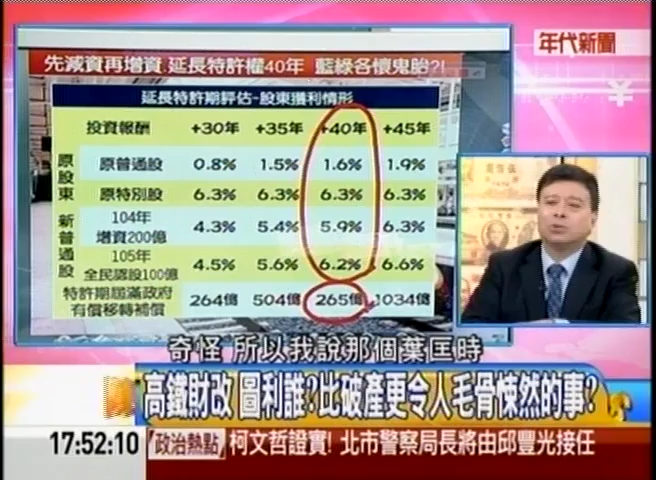 年代新聞
先減資再增資.延長特許權40年 藍綠各懷鬼胎?!
延長特許期評估-股東獲利情形
投資報酬 +30年 +35年 +40年 +45年
原股東 原普通股 0.8% 1.5% 1.6% 1.9%
原特別股 6.3% 6.3% 6.3% 6.3%
新普通股 104年增資200億 4.3% 5.4% 5.9% 6.3%
105年全民認股100億 4.5% 5.6% 6.2% 6.6%
特許期屆滿政府有償移轉補償 264億 504億 265億 1034億
奇怪 所以我說那個葉匡時
高鐵財改 圖利誰?比破產更令人毛骨悚然的事?
17:52:10 政治熱點 柯文哲證實! 北市警察局長將由邱豐光接任